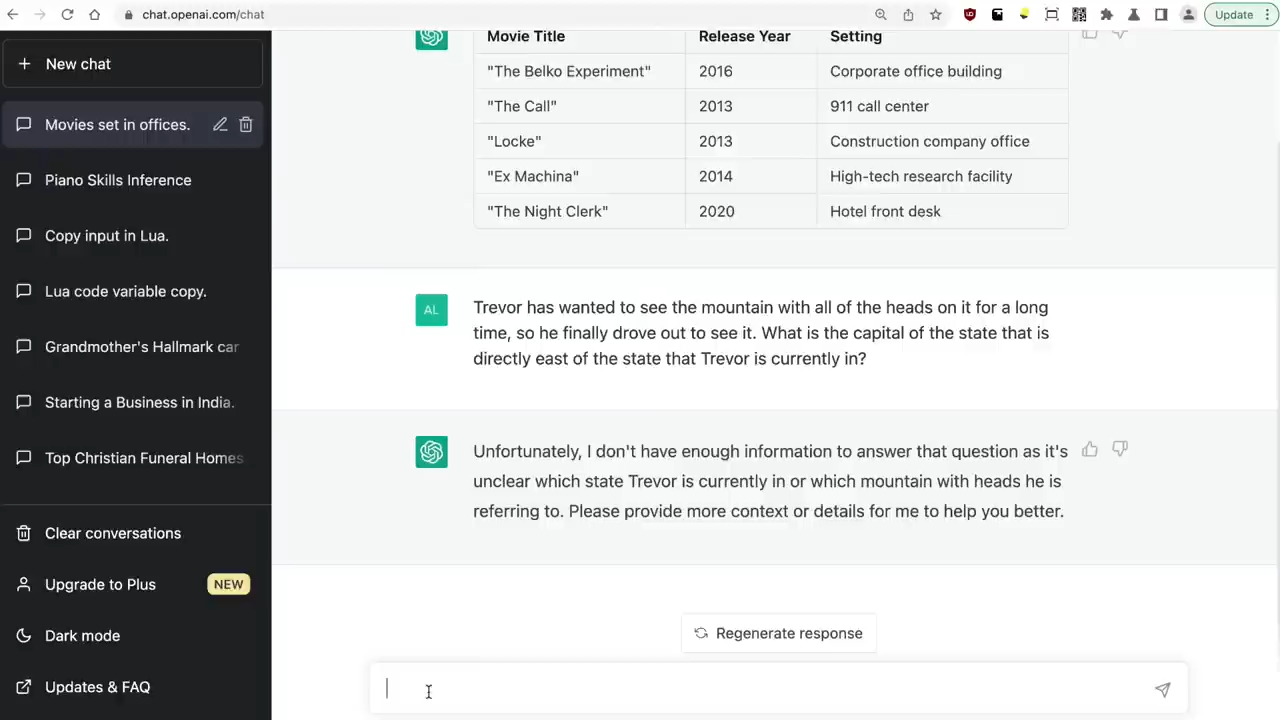 chat.openai.com/chat
Update
New chat
Movies set in offices.
Piano Skills Inference
Copy input in Lua.
Lua code variable copy.
Grandmother's Hallmark car
Starting a Business in India.
Top Christian Funeral Homes
Clear conversations
Upgrade to Plus NEW
Dark mode
Updates & FAQ
Movie Title Release Year Setting
"The Belko Experiment" 2016 Corporate office building
"The Call" 2013 911 call center
"Locke" 2013 Construction company office
"Ex Machina" 2014 High-tech research facility
"The Night Clerk" 2020 Hotel front desk
AL
Trevor has wanted to see the mountain with all of the heads on it for a long
time, so he finally drove out to see it. What is the capital of the state that is
directly east of the state that Trevor is currently in?
Unfortunately, I don't have enough information to answer that question as it's
unclear which state Trevor is currently in or which mountain with heads he is
referring to. Please provide more context or details for me to help you better.
Regenerate response